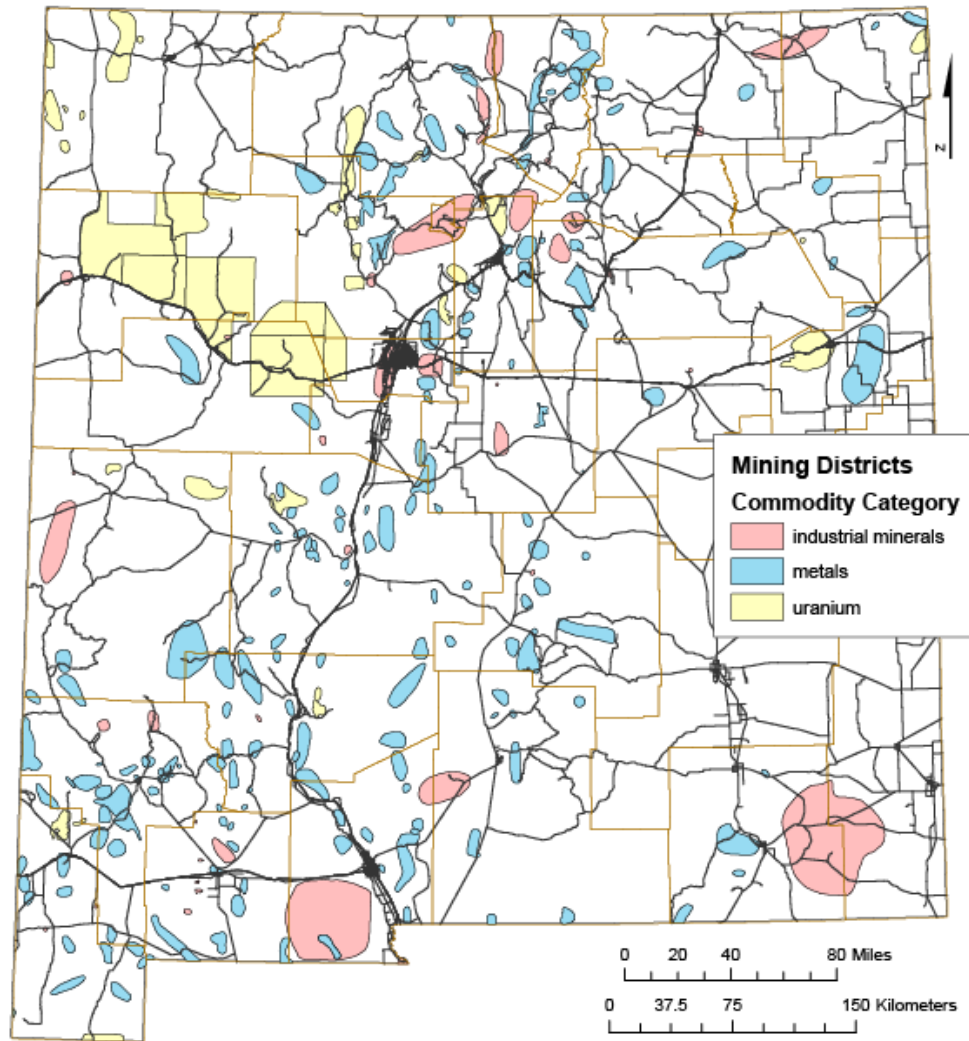 N
Mining Districts
Commodity Category
industrial minerals
metals
uranium
0 20 40 80 Miles
0 37.5 75 150 Kilometers